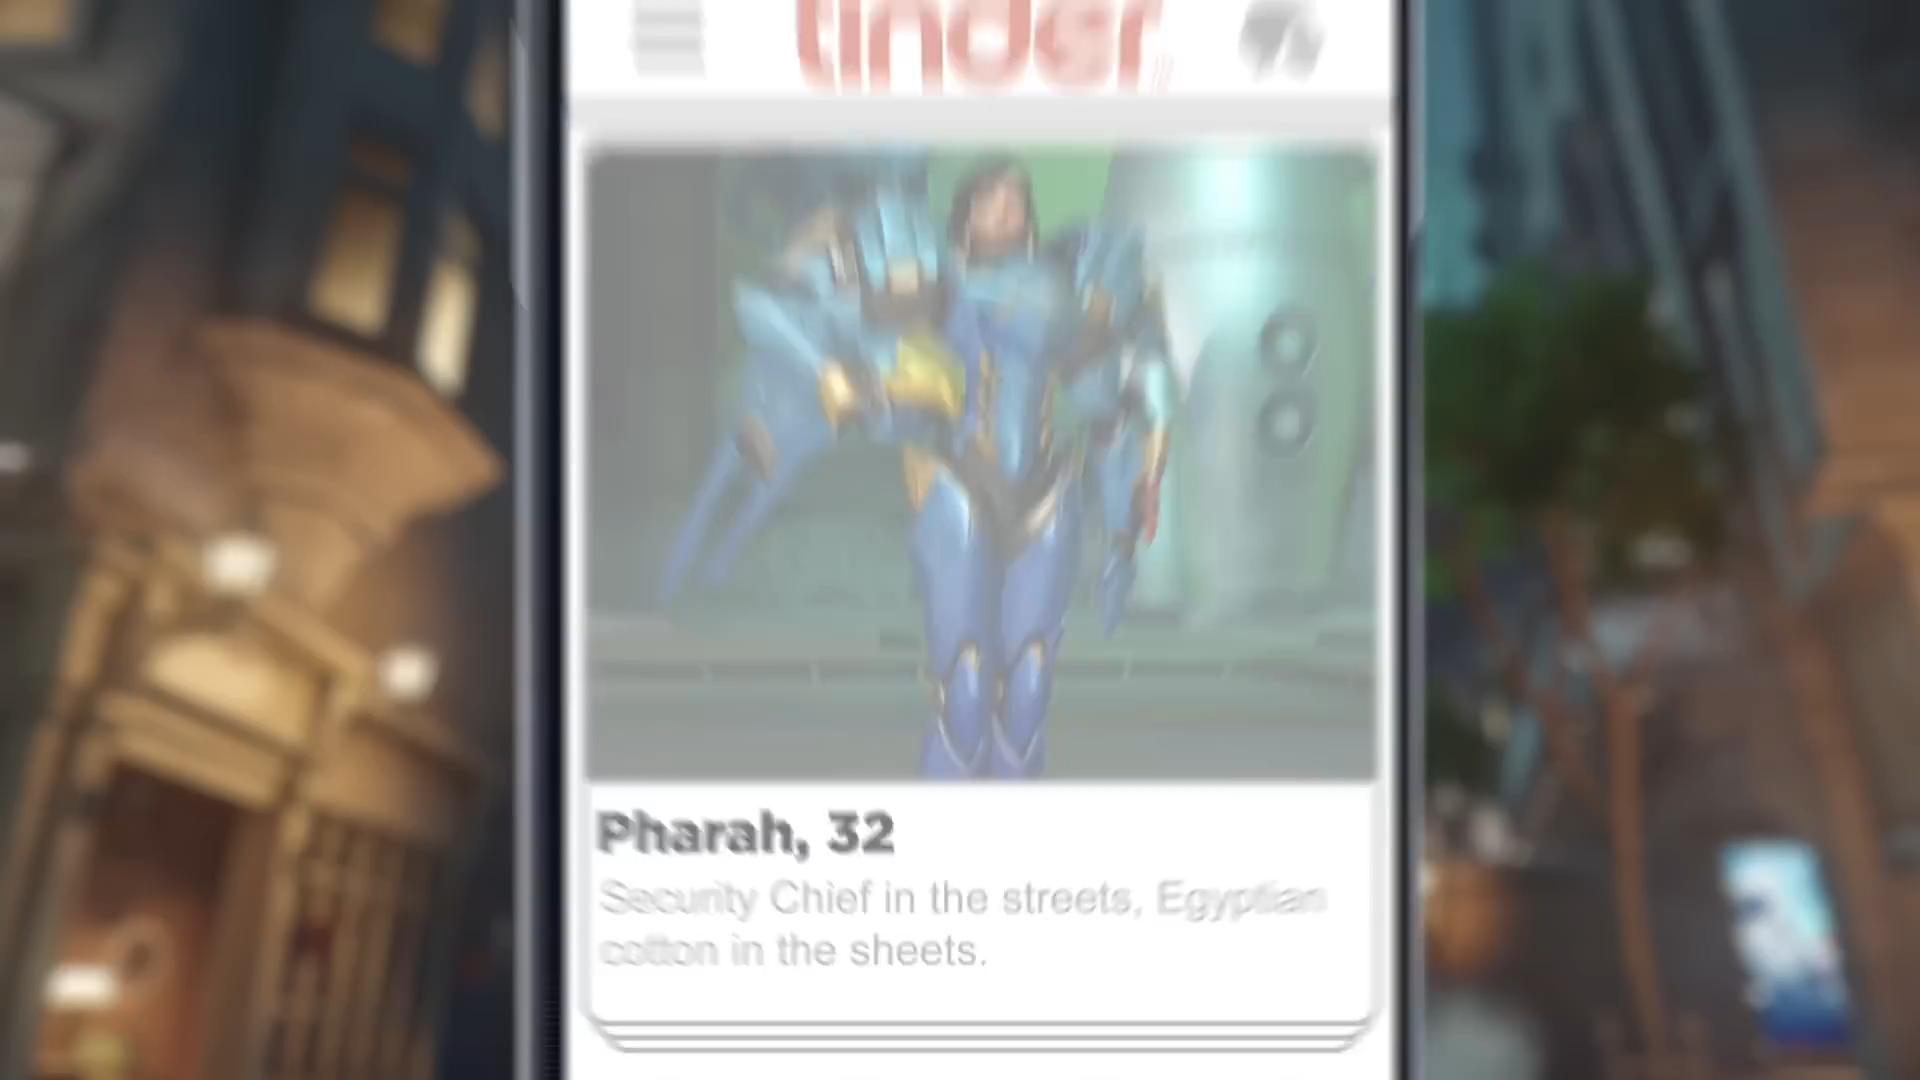 tinder
Pharah, 32
Security Chief in the streets, Egyptian
cotton in the sheets.